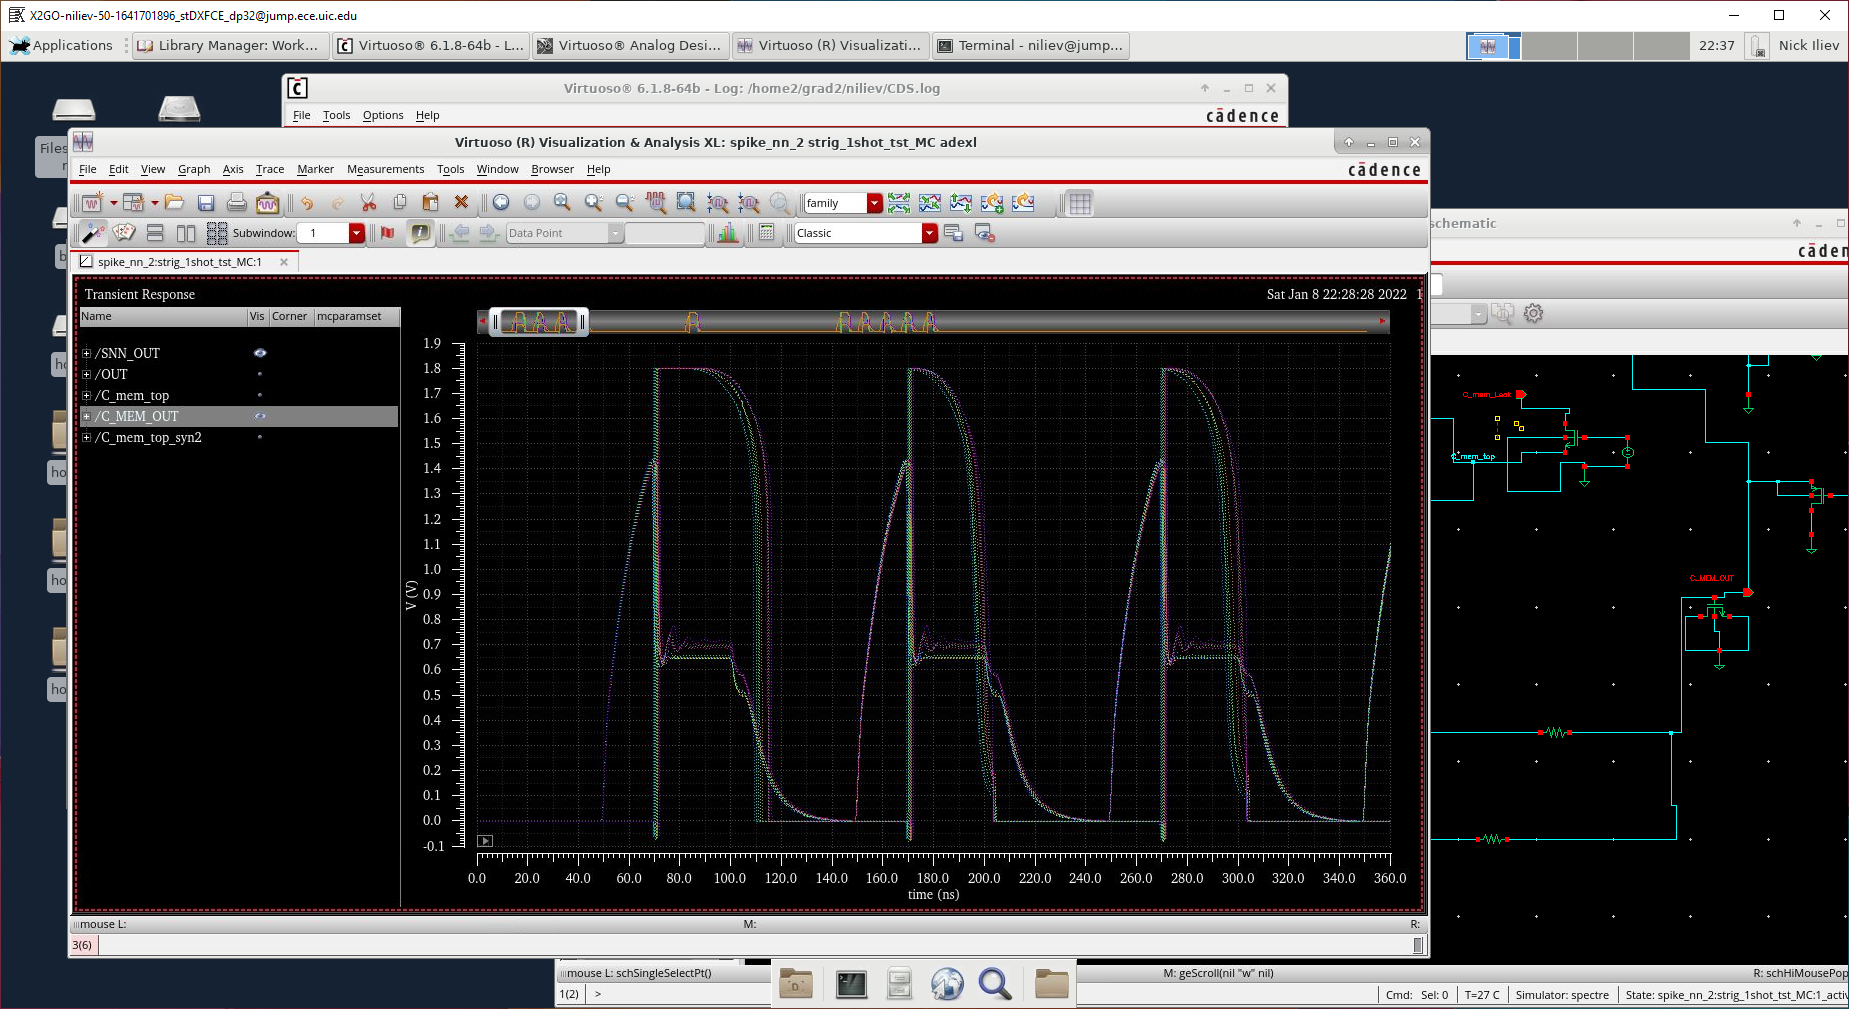 X2GO-niliev-50-1641701896_stDXFCE_dp32@jump.ece.uic.edu
Applications
Library Manager: Work...
Virtuoso® 6.1.8-64b - L...
Virtuoso® Analog Desi...
Virtuoso (R) Visualizati...
Terminal - niliev@jump...
22:37
Nick Iliev
Virtuoso® 6.1.8-64b - Log: /home2/grad2/niliev/CDS.log
File Tools Options Help
cādence
Files
Virtuoso (R) Visualization & Analysis XL: spike_nn_2 strig_1shot_tst_MC adexl
File Edit View Graph Axis Trace Marker Measurements Tools Window Browser Help
cādence
family
Subwindow: 1
Data Point
Classic
schematic
cāden
spike_nn_2:strig_1shot_tst_MC:1
Transient Response
Sat Jan 8 22:28:28 2022 1
Name Vis Corner mcparamset
/SNN_OUT
/OUT
/C_mem_top
/C_MEM_OUT
/C_mem_top_syn2
1.9
1.8
1.7
1.6
1.5
1.4
1.3
1.2
1.1
1.0
0.9
0.8
0.7
0.6
0.5
0.4
0.3
0.2
0.1
0.0
-0.1
V (V)
0.0 20.0 40.0 60.0 80.0 100.0 120.0 140.0 160.0 180.0 200.0 220.0 240.0 260.0 280.0 300.0 320.0 340.0 360.0
time (ns)
C_mem_Leak
C_mem_top
C_MEM_OUT
b
ho
ho
ho
ho
mouse L: M: R:
3(6)
mouse L: schSingleSelectPt() M: geScroll(nil "w" nil) R: schHiMousePop
1(2) >
Cmd: Sel: 0 T=27 C Simulator: spectre State: spike_nn_2:strig_1shot_tst_MC:1_activ